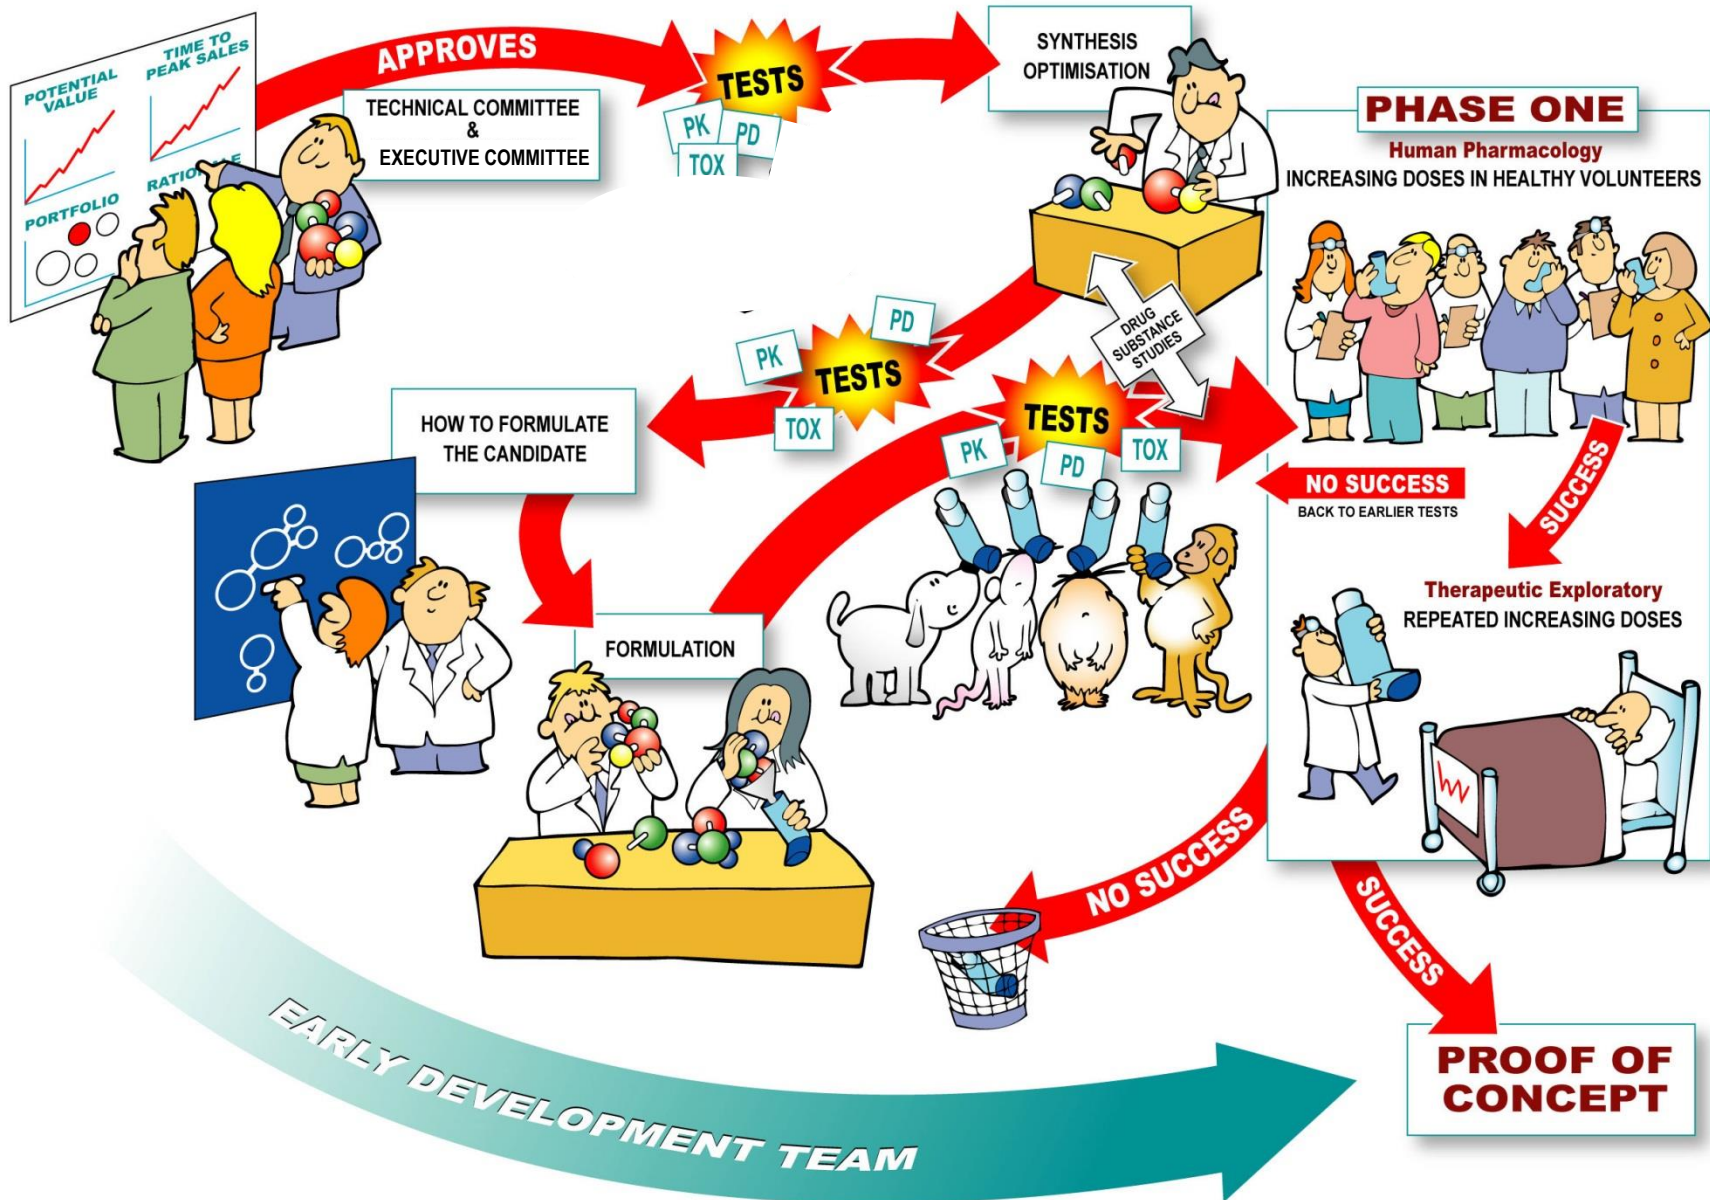 POTENTIAL
VALUE
TIME TO
PEAK SALES
PORTFOLIO
APPROVES
TECHNICAL COMMITTEE
&
EXECUTIVE COMMITTEE
TESTS
PK
PD
TOX
SYNTHESIS
OPTIMISATION
DRUG
SUBSTANCE
STUDIES
PD
PK
TESTS
TOX
HOW TO FORMULATE
THE CANDIDATE
FORMULATION
TESTS
PK
PD
TOX
PHASE ONE
Human Pharmacology
INCREASING DOSES IN HEALTHY VOLUNTEERS
NO SUCCESS
BACK TO EARLIER TESTS
SUCCESS
Therapeutic Exploratory
REPEATED INCREASING DOSES
NO SUCCESS
SUCCESS
PROOF OF
CONCEPT
EARLY DEVELOPMENT TEAM